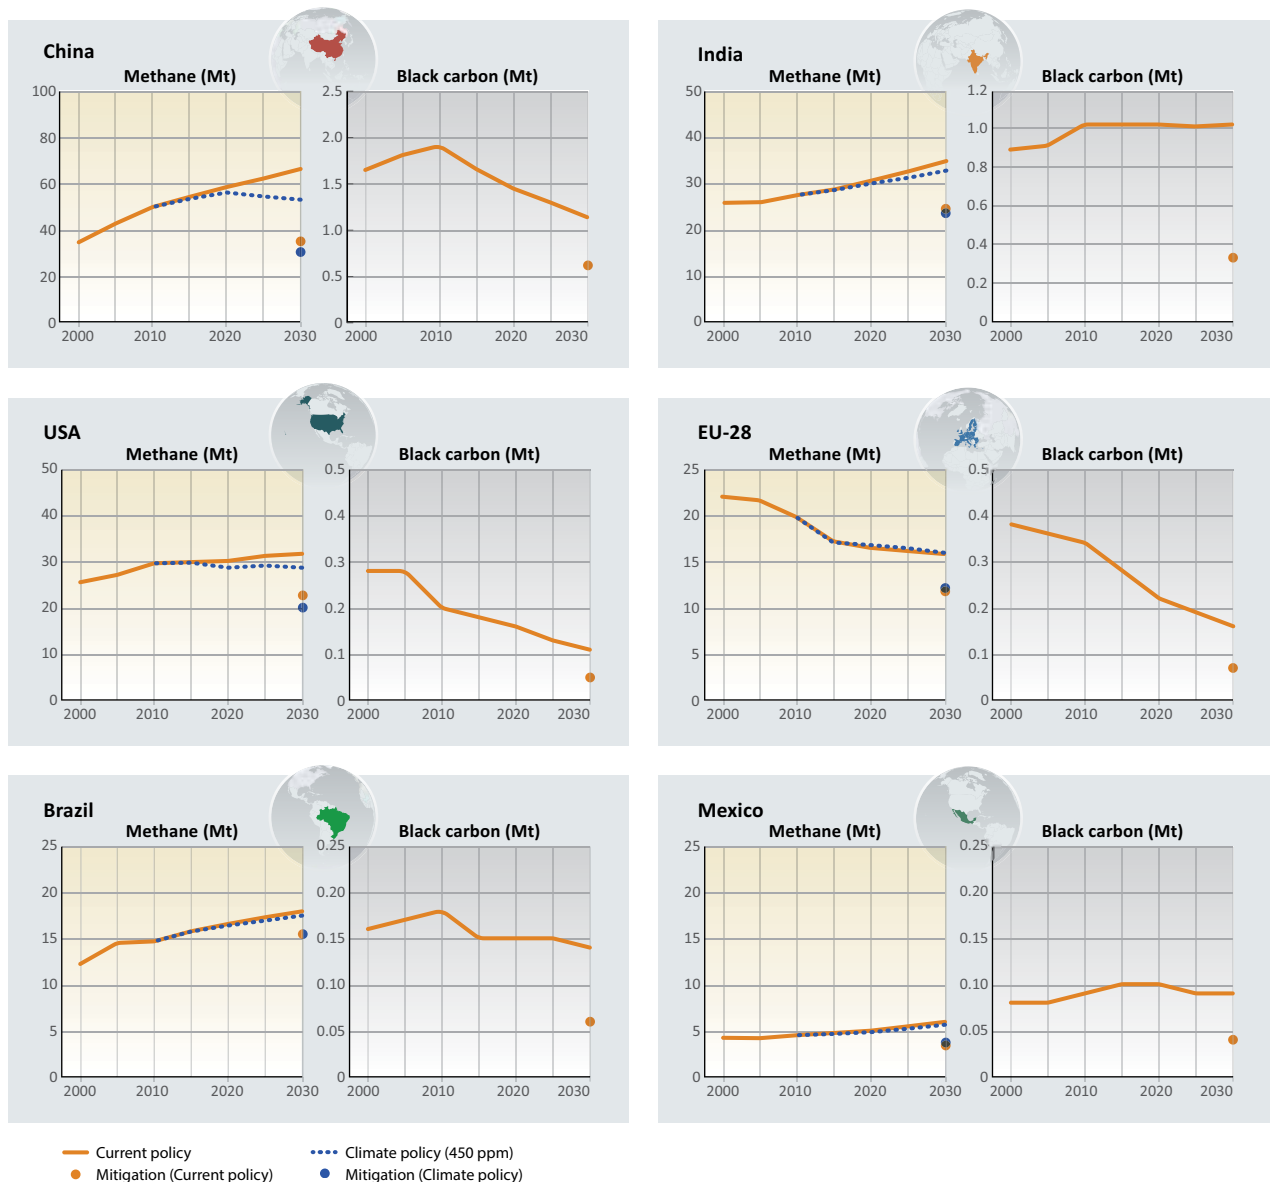 China
Methane (Mt)
100
80
60
40
20
0
2000 2010 2020 2030
Black carbon (Mt)
2.5
2.0
1.5
1.0
0.5
0
2000 2010 2020 2030
India
Methane (Mt)
50
40
30
20
10
0
2000 2010 2020 2030
Black carbon (Mt)
1.2
1.0
0.8
0.6
0.4
0.2
0
2000 2010 2020 2030
USA
Methane (Mt)
50
40
30
20
10
0
2000 2010 2020 2030
Black carbon (Mt)
0.5
0.4
0.3
0.2
0.1
0
2000 2010 2020 2030
EU-28
Methane (Mt)
25
20
15
10
5
0
2000 2010 2020 2030
Black carbon (Mt)
0.5
0.4
0.3
0.2
0.1
0
2000 2010 2020 2030
Brazil
Methane (Mt)
25
20
15
10
5
0
2000 2010 2020 2030
Black carbon (Mt)
0.25
0.20
0.15
0.10
0.05
0
2000 2010 2020 2030
Mexico
Methane (Mt)
25
20
15
10
5
0
2000 2010 2020 2030
Black carbon (Mt)
0.25
0.20
0.15
0.10
0.05
0
2000 2010 2020 2030
Current policy
Climate policy (450 ppm)
Mitigation (Current policy)
Mitigation (Climate policy)